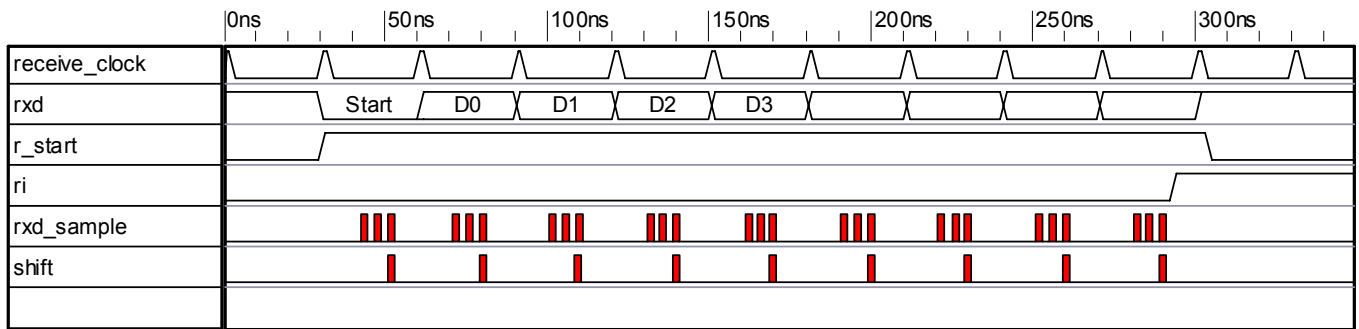 0ns 50ns 100ns 150ns 200ns 250ns 300ns
receive_clock
rxd Start D0 D1 D2 D3
r_start
ri
rxd_sample
shift